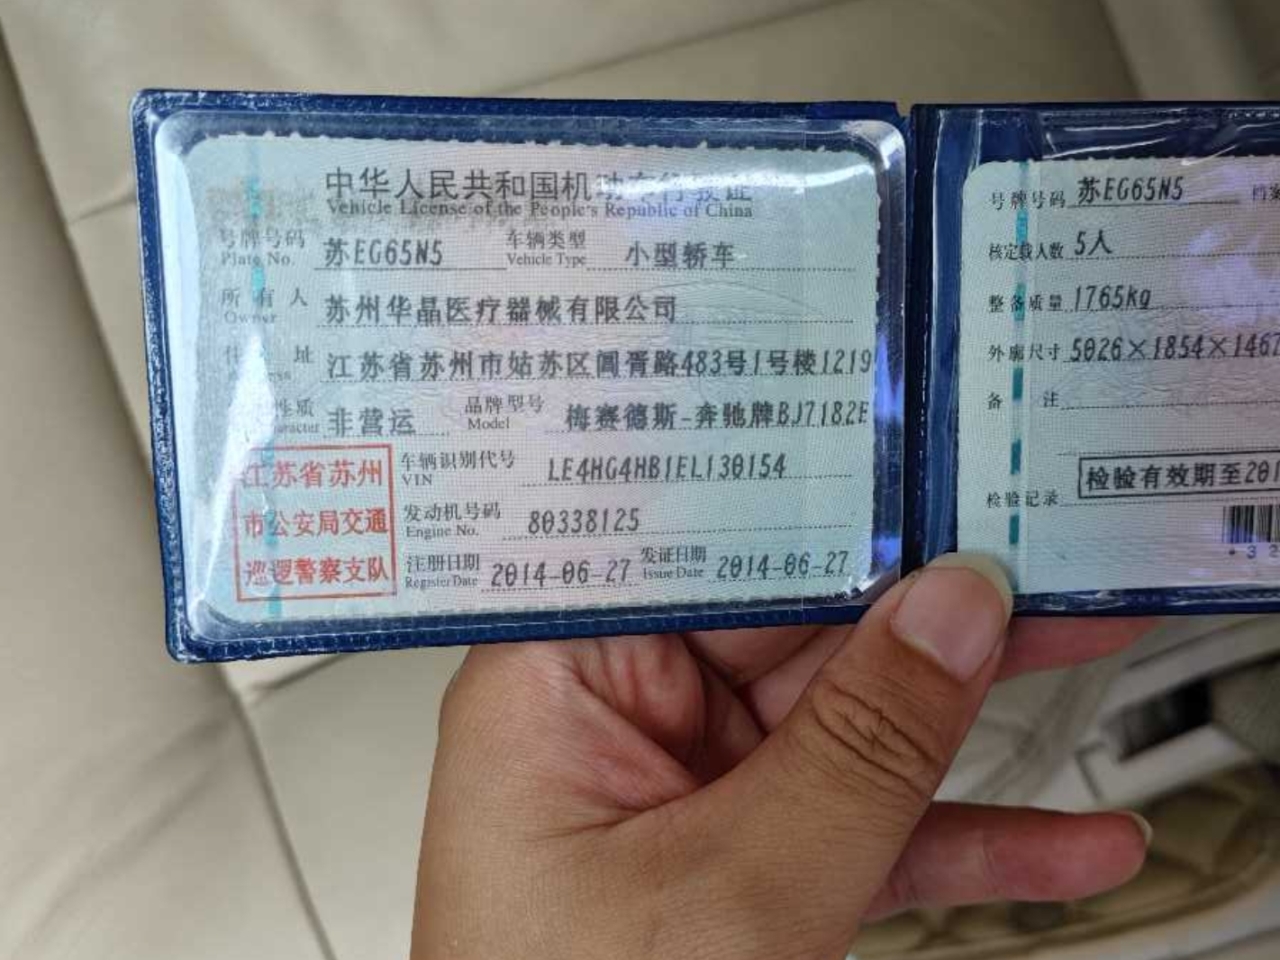 中华人民共和国机动车行驶证
Vehicle License of the People's Republic of China
号牌号码 苏EG65N5 车辆类型 小型轿车
Plate No. Vehicle Type
所有人 苏州华晶医疗器械有限公司
Owner
住址 江苏省苏州市姑苏区阊胥路483号1号楼1219
性质 非营运 品牌型号 梅赛德斯-奔驰牌BJ7182E
Model
江苏省苏州
市公安局交通
巡逻警察支队
车辆识别代号 LE4HG4HB1EL130154
VIN
发动机号码 80338125
Engine No.
注册日期 2014-06-27 发证日期 2014-06-27
Register Date Issue Date
号牌号码 苏EG65N5 档案
核定载人数 5人
整备质量 1765kg
外廓尺寸 5026×1854×1467
备注
检验记录 检验有效期至201